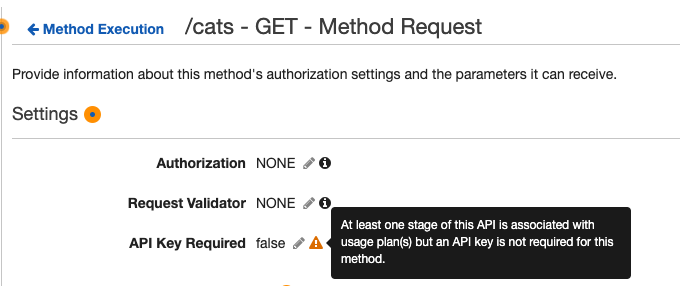 Method Execution /cats - GET - Method Request
Provide information about this method's authorization settings and the parameters it can receive.
Settings
Authorization NONE
Request Validator NONE
API Key Required false
At least one stage of this API is associated with
usage plan(s) but an API key is not required for this
method.